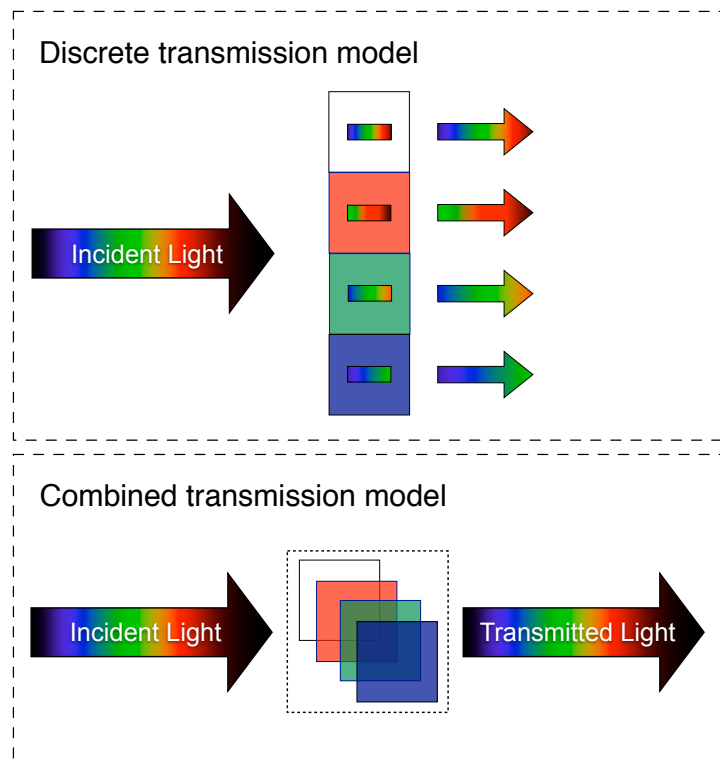 Discrete transmission model
Incident Light
Combined transmission model
Incident Light
Transmitted Light